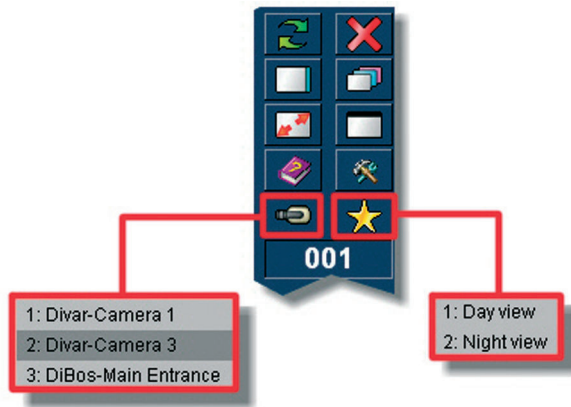 ?
001
1: Divar-Camera 1
2: Divar-Camera 3
3: DiBos-Main Entrance
1: Day view
2: Night view